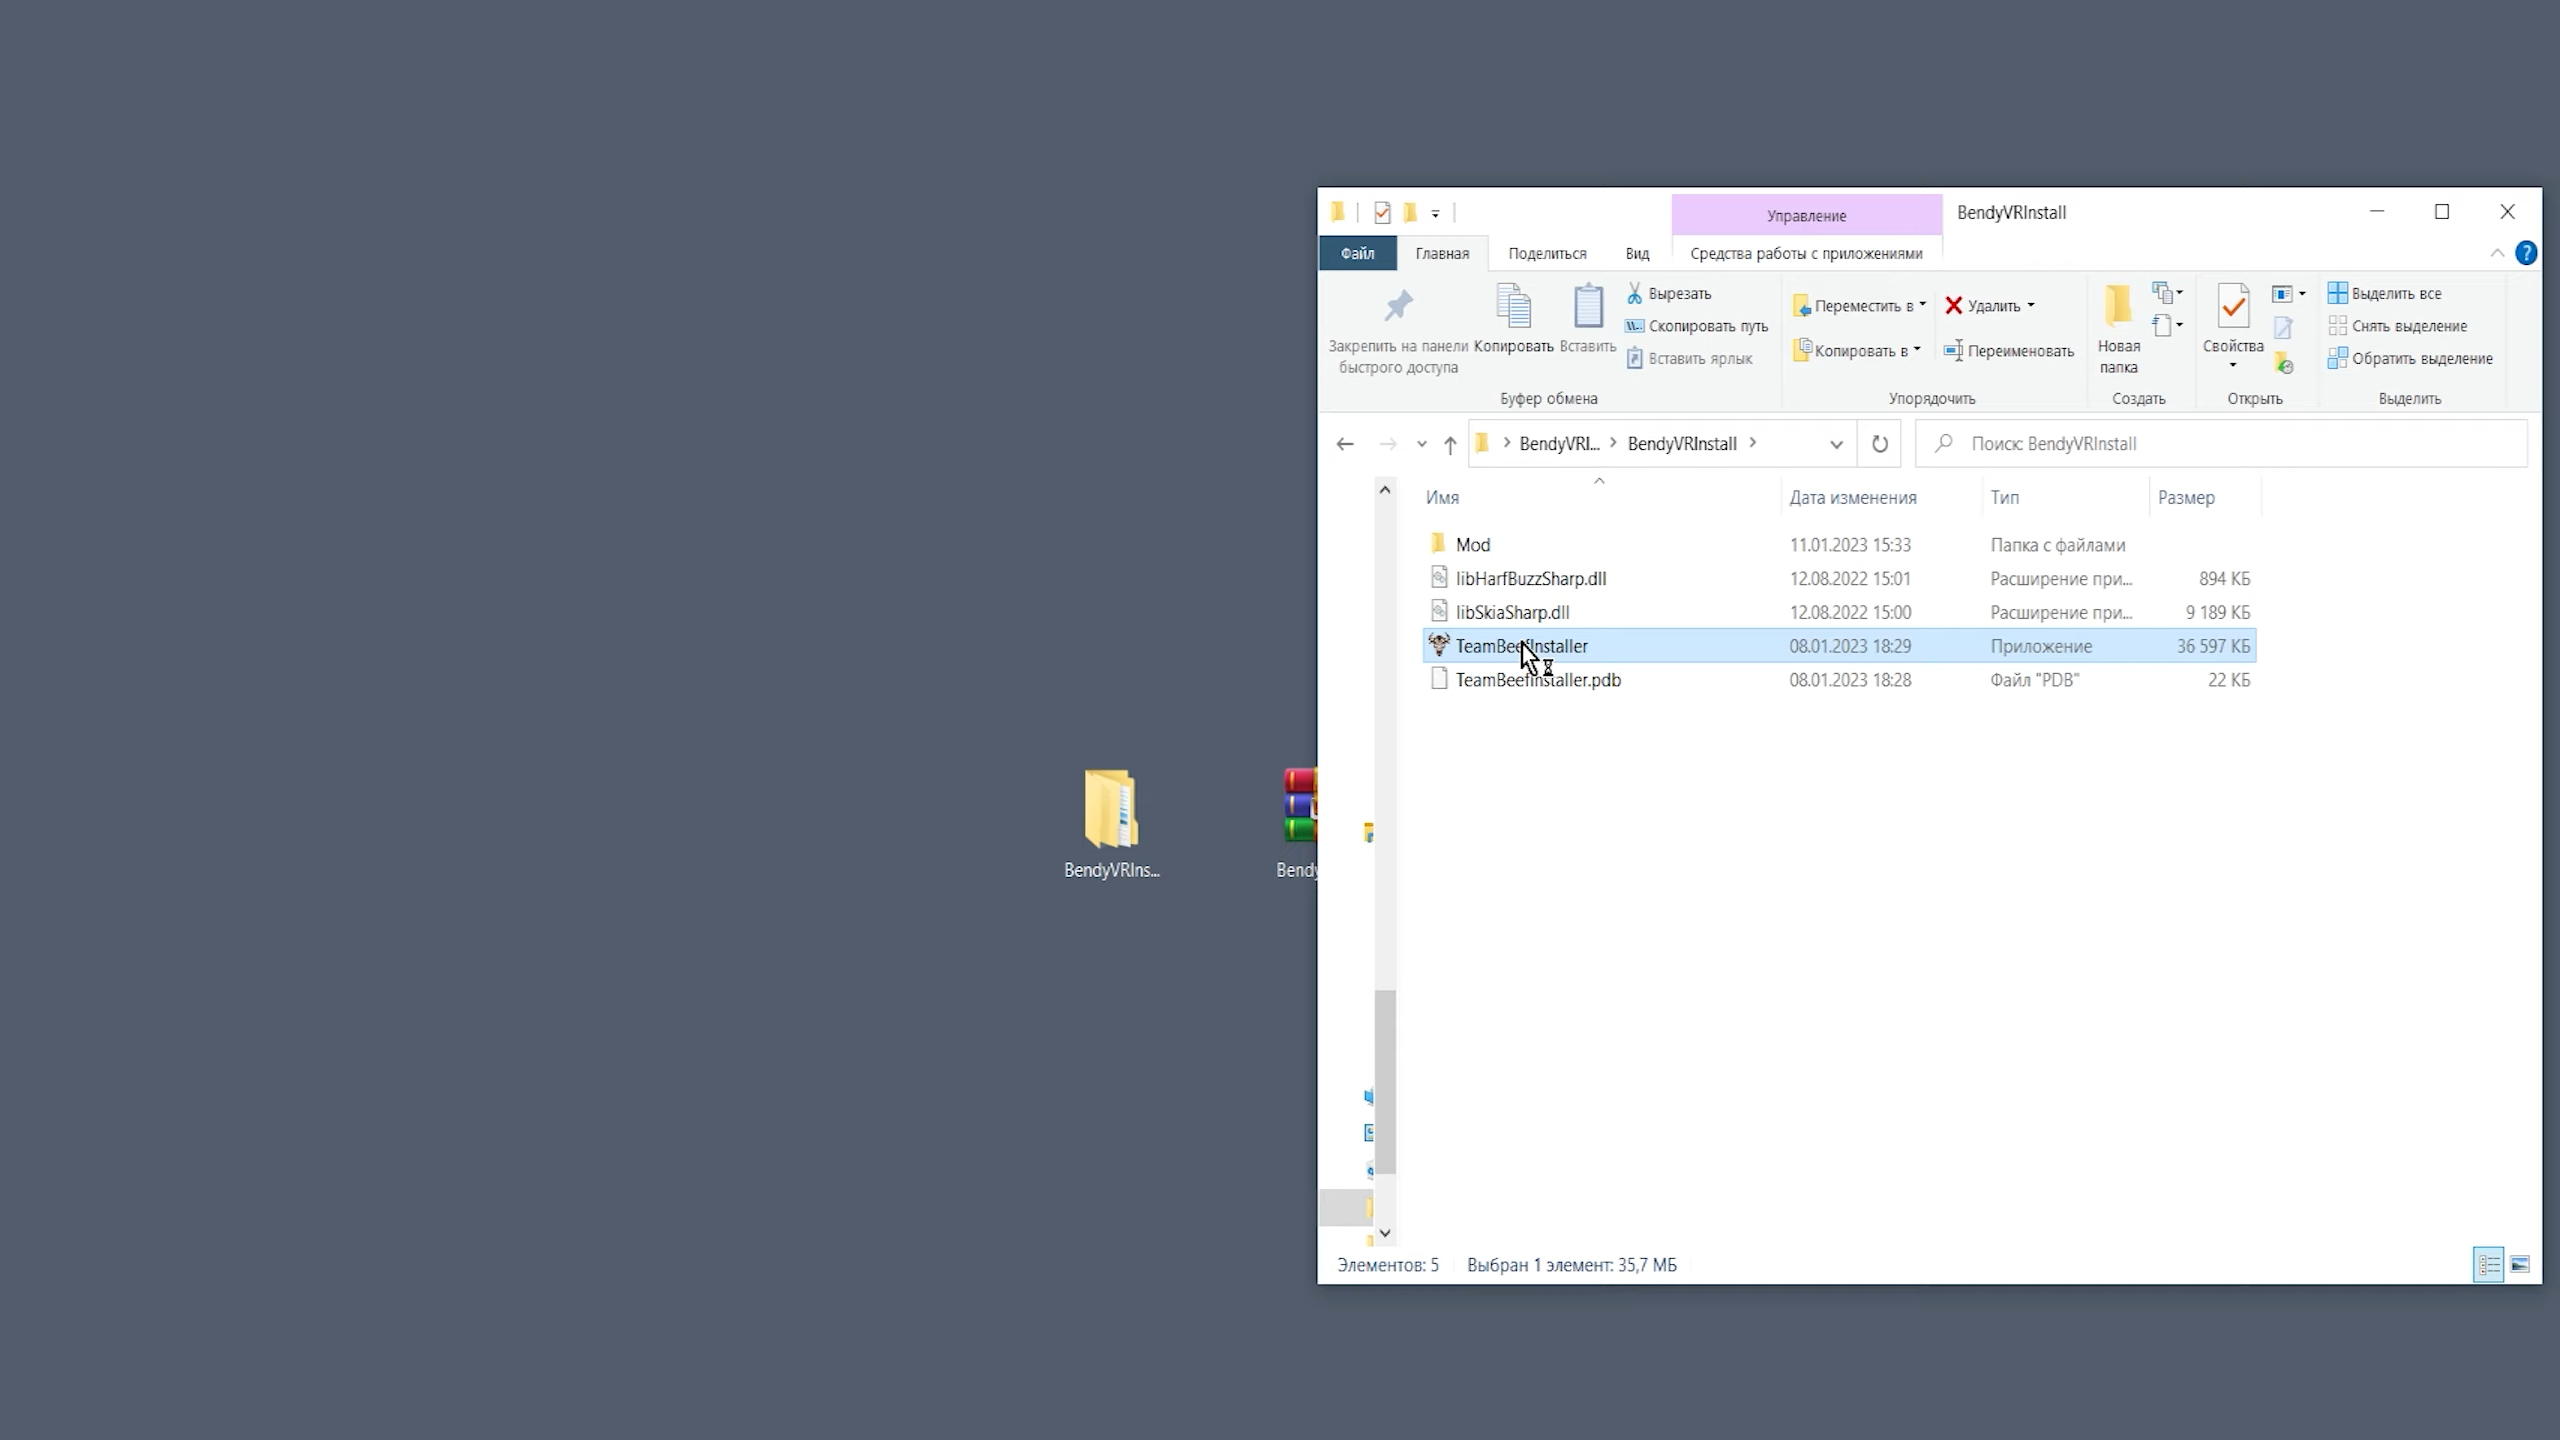 Управление
BendyVRInstall
Файл
Главная
Поделиться
Вид
Средства работы с приложениями
?
Закрепить на панели
быстрого доступа
Копировать
Вставить
Вырезать
Скопировать путь
Вставить ярлык
Буфер обмена
Переместить в
Копировать в
Удалить
Переименовать
Упорядочить
Новая
папка
Создать
Свойства
Открыть
Выделить все
Снять выделение
Обратить выделение
Выделить
BendyVRI... BendyVRInstall
Поиск: BendyVRInstall
Имя Дата изменения Тип Размер
Mod 11.01.2023 15:33 Папка с файлами
libHarfBuzzSharp.dll 12.08.2022 15:01 Расширение при... 894 КБ
libSkiaSharp.dll 12.08.2022 15:00 Расширение при... 9 189 КБ
TeamBeefInstaller 08.01.2023 18:29 Приложение 36 597 КБ
TeamBeefInstaller.pdb 08.01.2023 18:28 Файл "PDB" 22 КБ
BendyVRIns...
Bendy
Элементов: 5 Выбран 1 элемент: 35,7 МБ